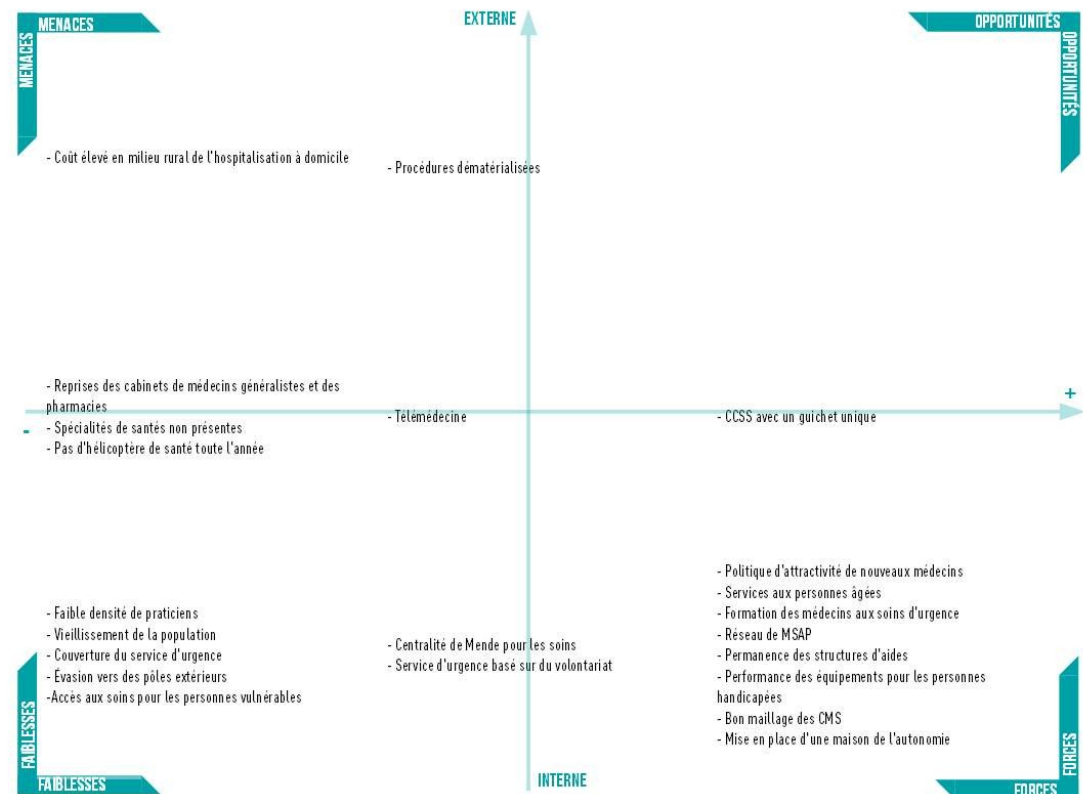 MENACES
MENACES
EXTERNE
OPPORTUNITÉS
OPPORTUNITÉS
- Coût élevé en milieu rural de l'hospitalisation à domicile
- Procédures dématérialisées
- Reprises des cabinets de médecins généralistes et des
pharmacies
- Spécialités de santés non présentes
- Pas d'hélicoptère de santé toute l'année
- Télémédecine
- CCSS avec un guichet unique
+
-
- Faible densité de praticiens
- Vieillissement de la population
- Couverture du service d'urgence
- Évasion vers des pôles extérieurs
-Accès aux soins pour les personnes vulnérables
- Centralité de Mende pour les soins
- Service d'urgence basé sur du volontariat
- Politique d'attractivité de nouveaux médecins
- Services aux personnes âgées
- Formation des médecins aux soins d'urgence
- Réseau de MSAP
- Permanence des structures d'aides
- Performance des équipements pour les personnes
handicapées
- Bon maillage des CMS
- Mise en place d'une maison de l'autonomie
FAIBLESSES
FAIBLESSES
INTERNE
FORCES
FORCES